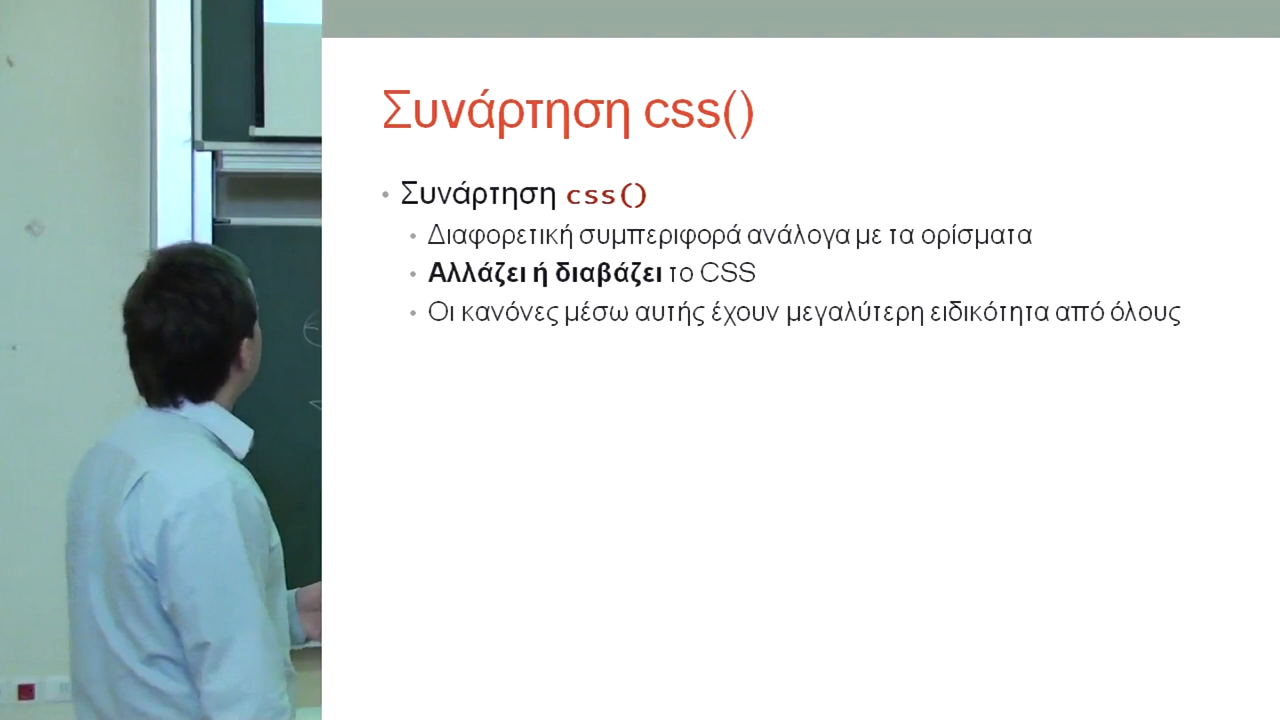 Συνάρτηση css()
• Συνάρτηση css()
• Διαφορετική συμπεριφορά ανάλογα με τα ορίσματα
• Αλλάζει ή διαβάζει το CSS
• Οι κανόνες μέσω αυτής έχουν μεγαλύτερη ειδικότητα από όλους